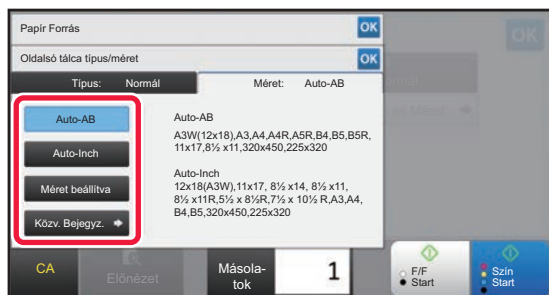 Papír Forrás
OK
Oldalsó tálca típus/méret
OK
OK
Típus: Normál
Méret: Auto-AB
Auto-AB
Auto-Inch
Méret beállítva
Közv. Bejegyz.
Auto-AB
A3W(12x18),A3,A4,A4R,A5R,B4,B5,B5R,
11x17,8½ x11,320x450,225x320
Auto-Inch
12x18(A3W),11x17, 8½ x14, 8½ x11,
8½ x11R,5½ x 8½R,7½ x 10½ R,A3,A4,
B4,B5,320x450,225x320
CA
Előnézet
Másola-
tok
1
F/F
Start
Szín
Start